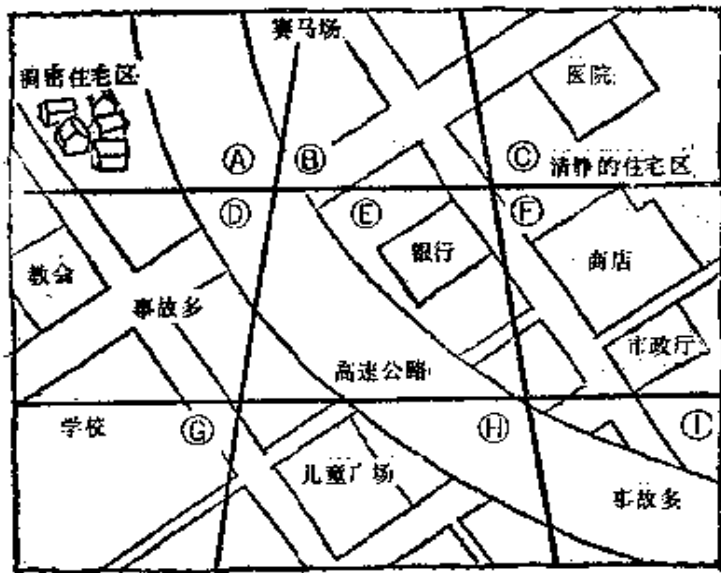 赛马场
稠密住宅区
医院
Ⓐ
Ⓑ
Ⓒ
清静的住宅区
Ⓓ
Ⓔ
Ⓕ
银行
商店
教会
事故多
市政厅
高速公路
学校
Ⓖ
Ⓗ
Ⓘ
儿童广场
事故多